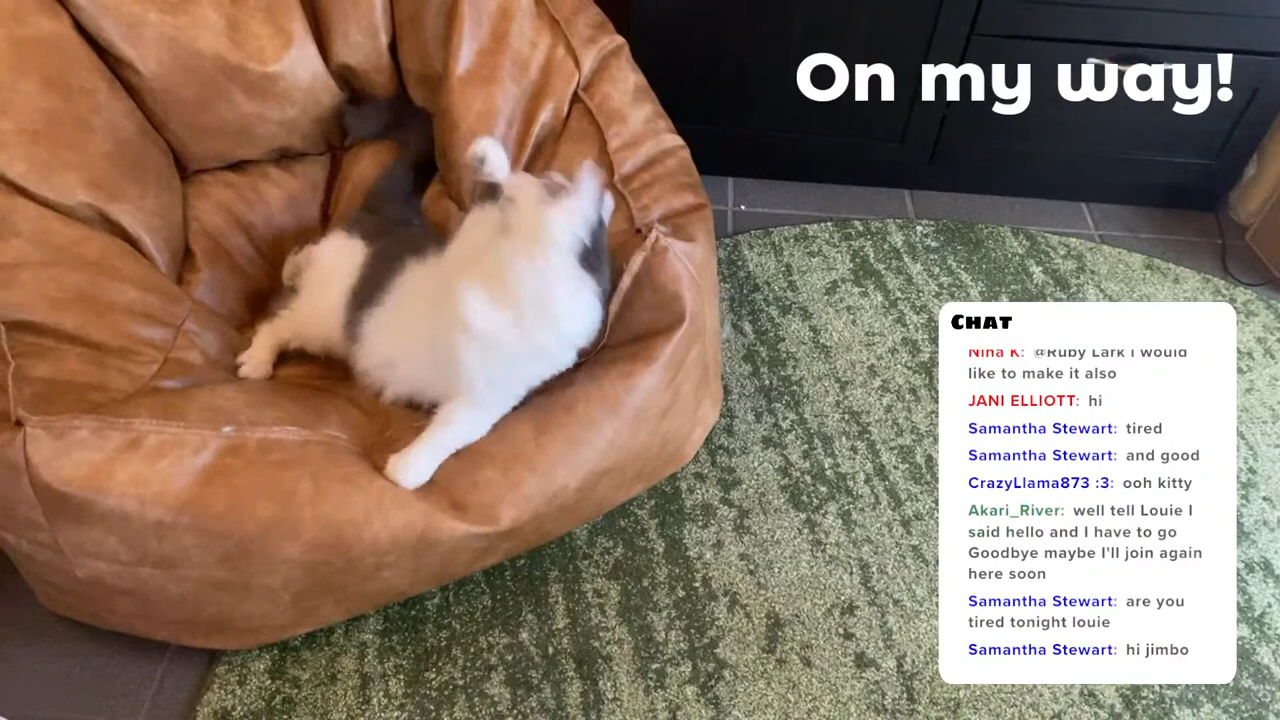 On my way!
Chat
Nina K: @Ruby Lark I would
like to make it also
JANI ELLIOTT: hi
Samantha Stewart: tired
Samantha Stewart: and good
CrazyLlama873 :3: ooh kitty
Akari_River: well tell Louie I
said hello and I have to go
Goodbye maybe I'll join again
here soon
Samantha Stewart: are you
tired tonight louie
Samantha Stewart: hi jimbo